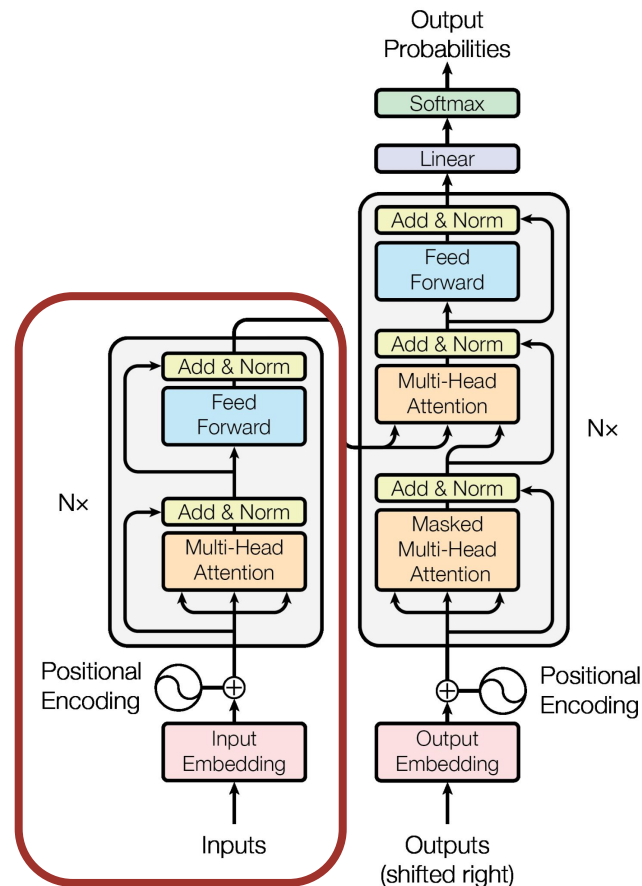 Output
Probabilities
Softmax
Linear
Add & Norm
Feed
Forward
Add & Norm
Multi-Head
Attention
Nx
Add & Norm
Masked
Multi-Head
Attention
Positional
Encoding
Output
Embedding
Outputs
(shifted right)
Add & Norm
Feed
Forward
Nx
Add & Norm
Multi-Head
Attention
Positional
Encoding
Input
Embedding
Inputs